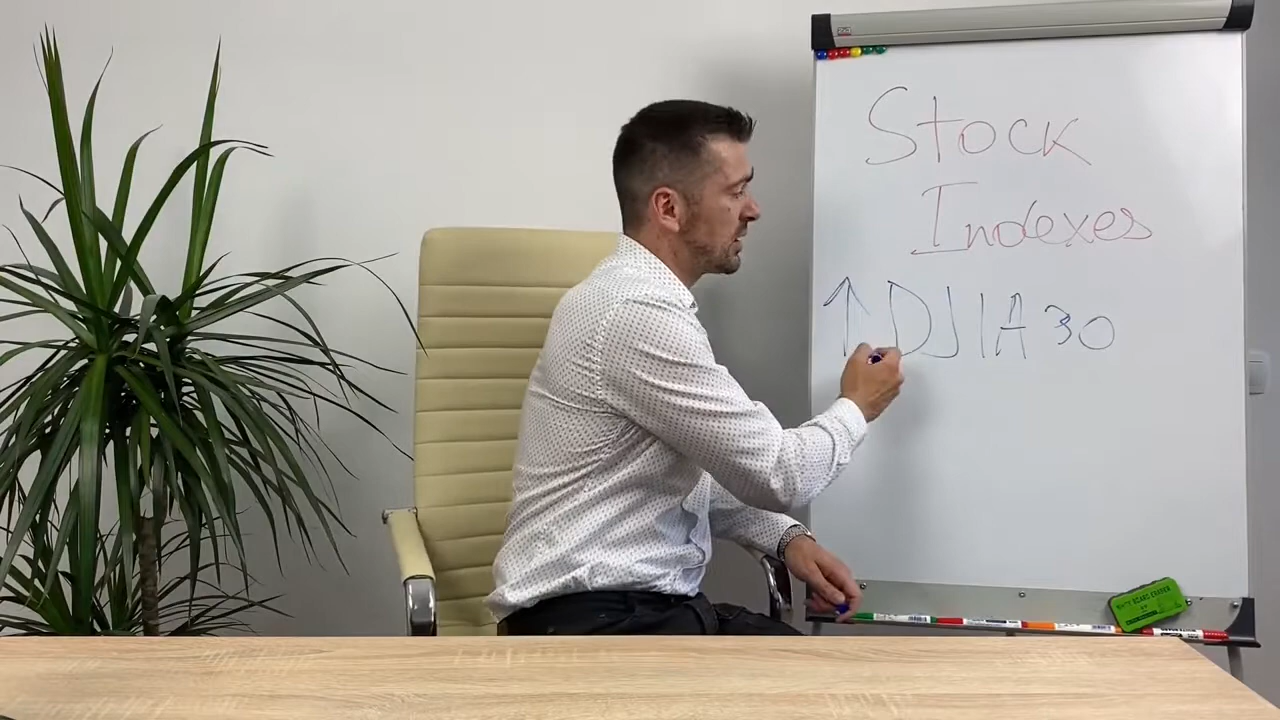 Stock
Indexes
↑ DJIA 30